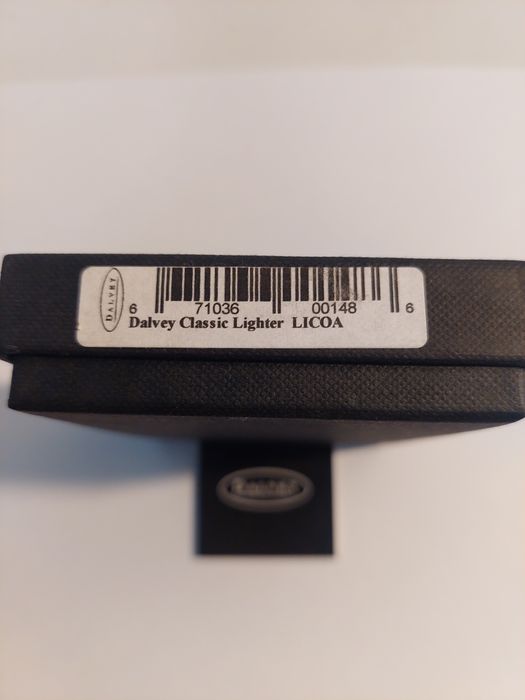 DALVEY
6 71036 00148 6
Dalvey Classic Lighter LICOA